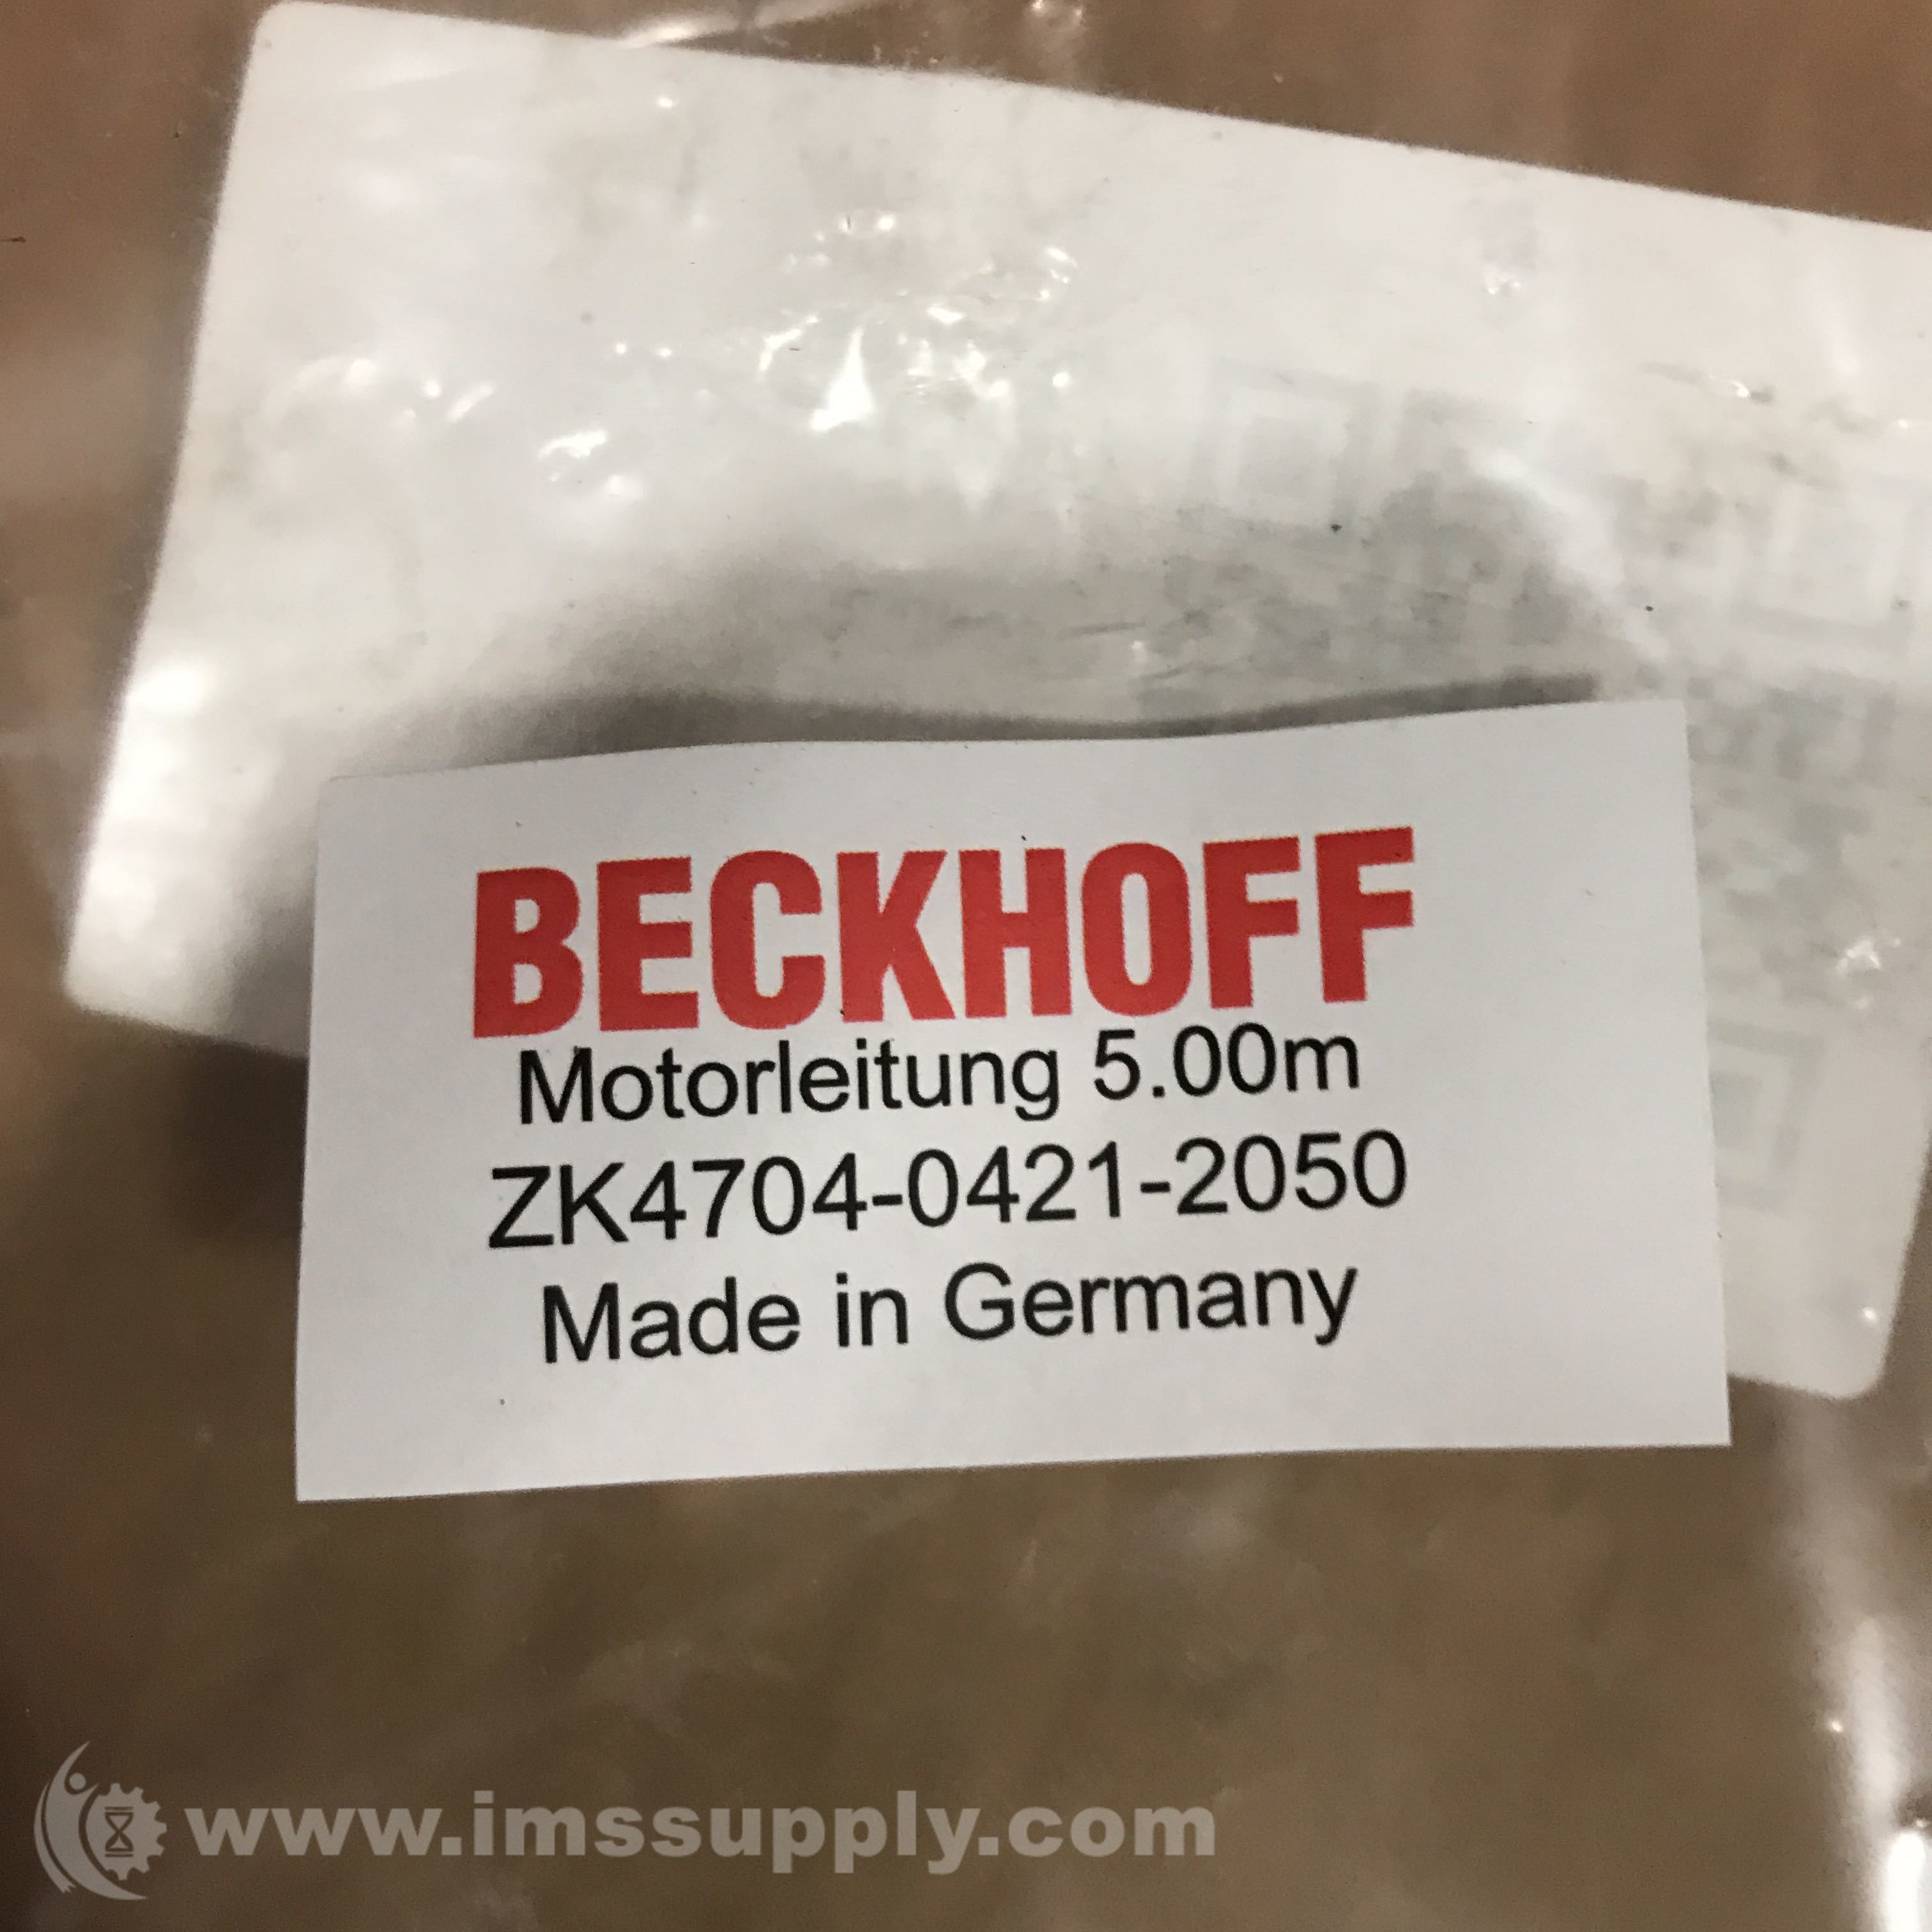 BECKHOFF
Motorleitung 5.00m
ZK4704-0421-2050
Made in Germany
www.imssupply.com